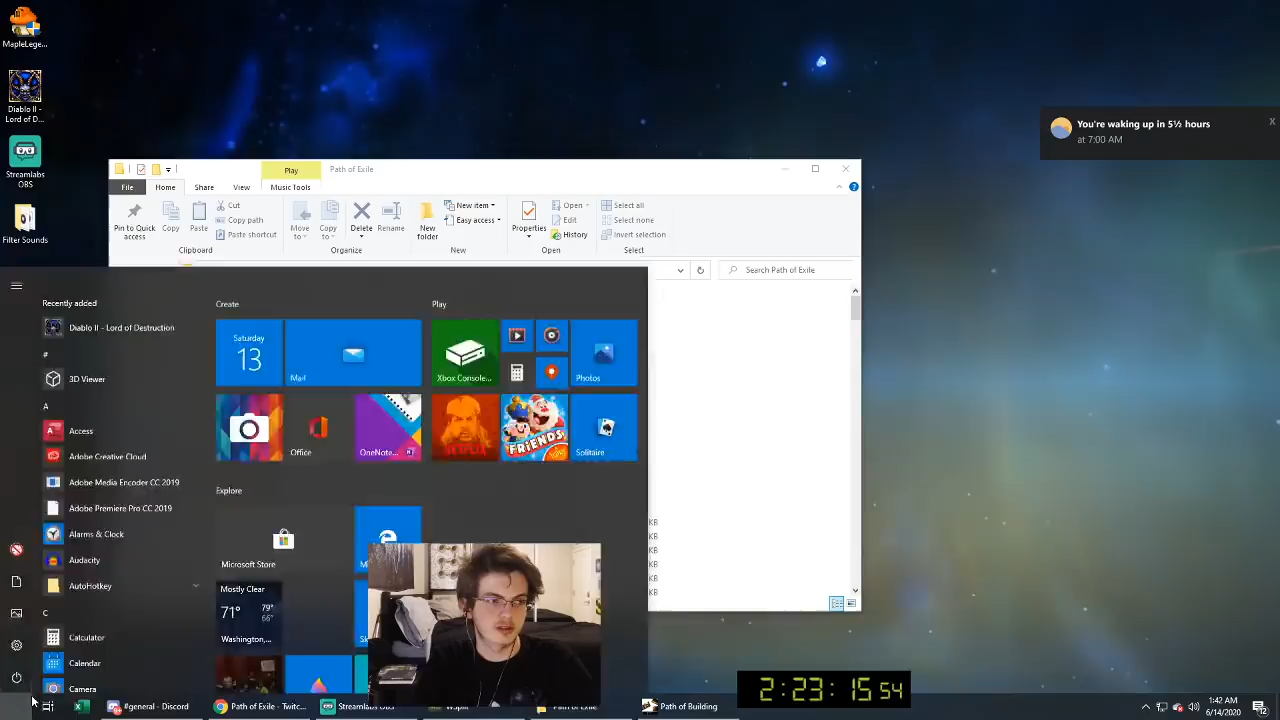 MapleLege...
Diablo II -
Lord of D...
Streamlabs
OBS
Filter Sounds
You're waking up in 5½ hours
at 7:00 AM
Play
Path of Exile
File
Home
Share
View
Music Tools
Pin to Quick
access
Copy
Paste
Cut
Copy path
Paste shortcut
Clipboard
Move
to
Copy
to
Delete
Rename
Organize
New
folder
New item
Easy access
New
Properties
Open
Edit
History
Open
Select all
Select none
Invert selection
Select
Search Path of Exile
Recently added
Diablo II - Lord of Destruction
#
3D Viewer
A
Access
Adobe Creative Cloud
Adobe Media Encoder CC 2019
Adobe Premiere Pro CC 2019
Alarms & Clock
Audacity
AutoHotkey
C
Calculator
Calendar
Camera
Create
Saturday
13
Mail
Office
OneNote...
Play
Xbox Console...
Photos
NETFLIX
FRIENDS
Solitaire
Explore
Microsoft Store
Mostly Clear
71°
79°
66°
Washington,...
KB
KB
KB
KB
KB
2:23:15 54
#general - Discord
Path of Exile - Twitc...
Streamlabs OBS
WSplit
Path of Exile
Path of Building
1:42 AM
6/14/2020